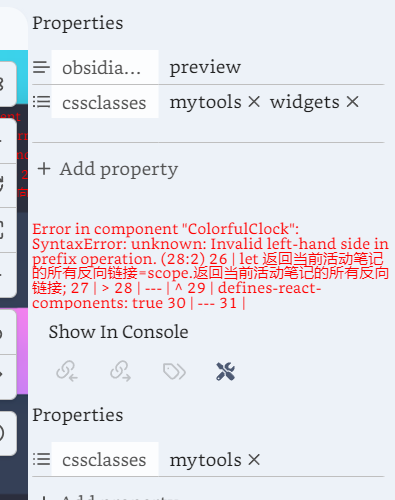 Properties
obsidia...
preview
cssclasses
mytools × widgets ×
+ Add property
Error in component "ColorfulClock":
SyntaxError: unknown: Invalid left-hand side in
prefix operation. (28:2) 26 | let 返回当前活动笔记
的所有反向链接=scope.返回当前活动笔记的所有反向
链接; 27 | > 28 | --- | ^ 29 | defines-react-
components: true 30 | --- 31 |
Show In Console
Properties
cssclasses
mytools ×
+ Add property